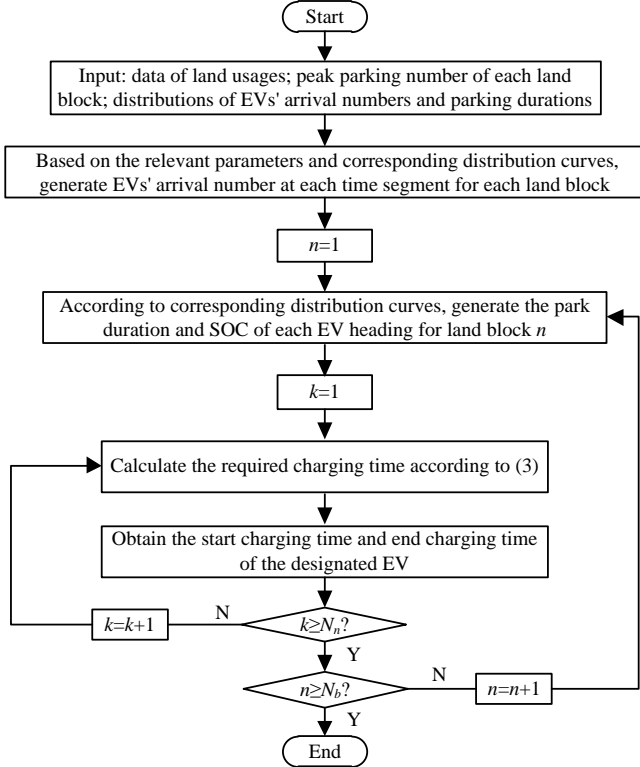 Start
Input: data of land usages; peak parking number of each land
block; distributions of EVs' arrival numbers and parking durations
Based on the relevant parameters and corresponding distribution curves,
generate EVs' arrival number at each time segment for each land block
n=1
According to corresponding distribution curves, generate the park
duration and SOC of each EV heading for land block n
k=1
Calculate the required charging time according to (3)
Obtain the start charging time and end charging time
of the designated EV
k=k+1
N
k≥Nn?
Y
n≥Nb?
N
n=n+1
Y
End